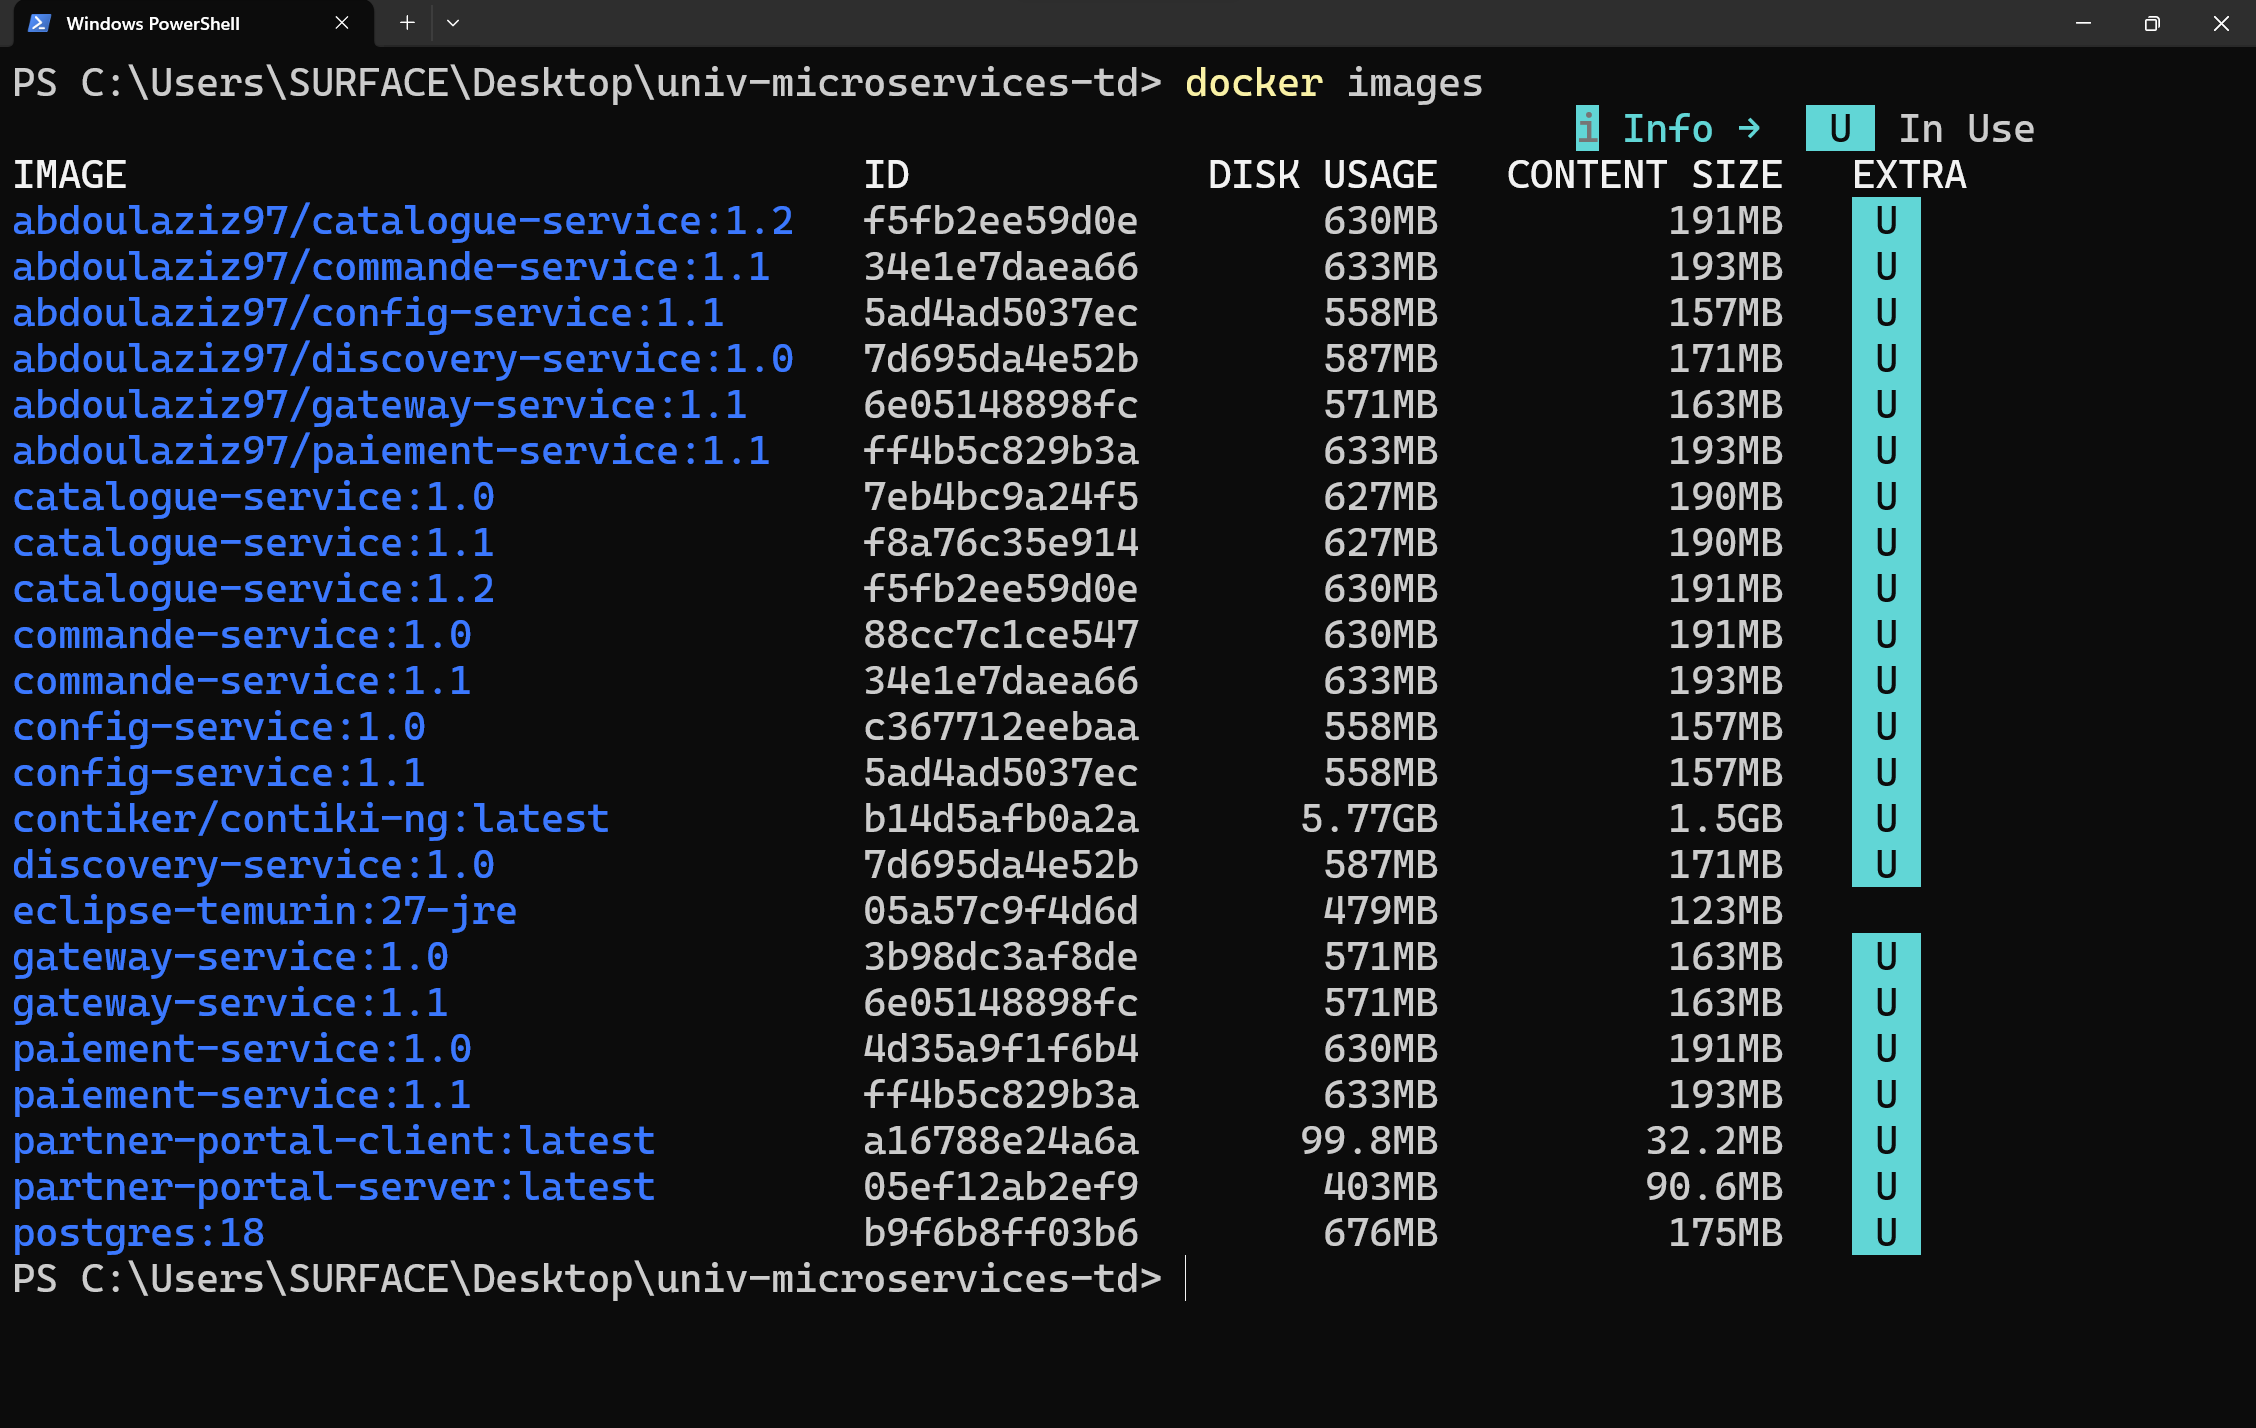 Windows PowerShell
PS C:\Users\SURFACE\Desktop\univ-microservices-td> docker images
i Info → U In Use
IMAGE ID DISK USAGE CONTENT SIZE EXTRA
abdoulaziz97/catalogue-service:1.2 f5fb2ee59d0e 630MB 191MB U
abdoulaziz97/commande-service:1.1 34e1e7daea66 633MB 193MB U
abdoulaziz97/config-service:1.1 5ad4ad5037ec 558MB 157MB U
abdoulaziz97/discovery-service:1.0 7d695da4e52b 587MB 171MB U
abdoulaziz97/gateway-service:1.1 6e05148898fc 571MB 163MB U
abdoulaziz97/paiement-service:1.1 ff4b5c829b3a 633MB 193MB U
catalogue-service:1.0 7eb4bc9a24f5 627MB 190MB U
catalogue-service:1.1 f8a76c35e914 627MB 190MB U
catalogue-service:1.2 f5fb2ee59d0e 630MB 191MB U
commande-service:1.0 88cc7c1ce547 630MB 191MB U
commande-service:1.1 34e1e7daea66 633MB 193MB U
config-service:1.0 c367712eebaa 558MB 157MB U
config-service:1.1 5ad4ad5037ec 558MB 157MB U
contiker/contiki-ng:latest b14d5afb0a2a 5.77GB 1.5GB U
discovery-service:1.0 7d695da4e52b 587MB 171MB U
eclipse-temurin:27-jre 05a57c9f4d6d 479MB 123MB
gateway-service:1.0 3b98dc3af8de 571MB 163MB U
gateway-service:1.1 6e05148898fc 571MB 163MB U
paiement-service:1.0 4d35a9f1f6b4 630MB 191MB U
paiement-service:1.1 ff4b5c829b3a 633MB 193MB U
partner-portal-client:latest a16788e24a6a 99.8MB 32.2MB U
partner-portal-server:latest 05ef12ab2ef9 403MB 90.6MB U
postgres:18 b9f6b8ff03b6 676MB 175MB U
PS C:\Users\SURFACE\Desktop\univ-microservices-td>